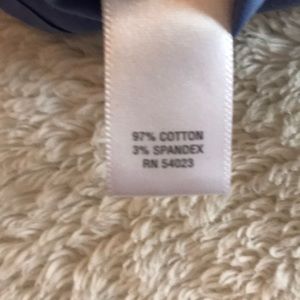 97% COTTON
3% SPANDEX
RN 54023